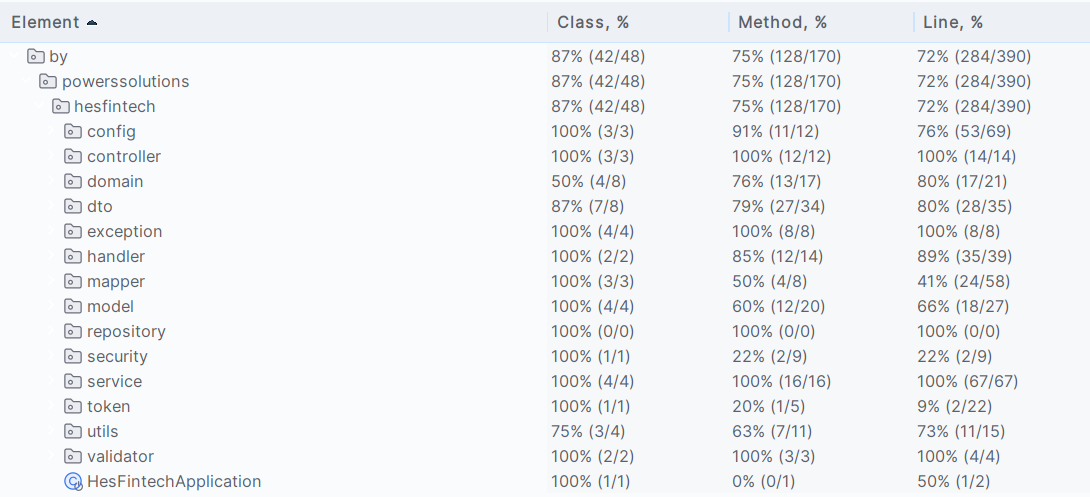 Element Class, % Method, % Line, %
by 87% (42/48) 75% (128/170) 72% (284/390)
powerssolutions 87% (42/48) 75% (128/170) 72% (284/390)
hesfintech 87% (42/48) 75% (128/170) 72% (284/390)
config 100% (3/3) 91% (11/12) 76% (53/69)
controller 100% (3/3) 100% (12/12) 100% (14/14)
domain 50% (4/8) 76% (13/17) 80% (17/21)
dto 87% (7/8) 79% (27/34) 80% (28/35)
exception 100% (4/4) 100% (8/8) 100% (8/8)
handler 100% (2/2) 85% (12/14) 89% (35/39)
mapper 100% (3/3) 50% (4/8) 41% (24/58)
model 100% (4/4) 60% (12/20) 66% (18/27)
repository 100% (0/0) 100% (0/0) 100% (0/0)
security 100% (1/1) 22% (2/9) 22% (2/9)
service 100% (4/4) 100% (16/16) 100% (67/67)
token 100% (1/1) 20% (1/5) 9% (2/22)
utils 75% (3/4) 63% (7/11) 73% (11/15)
validator 100% (2/2) 100% (3/3) 100% (4/4)
HesFintechApplication 100% (1/1) 0% (0/1) 50% (1/2)